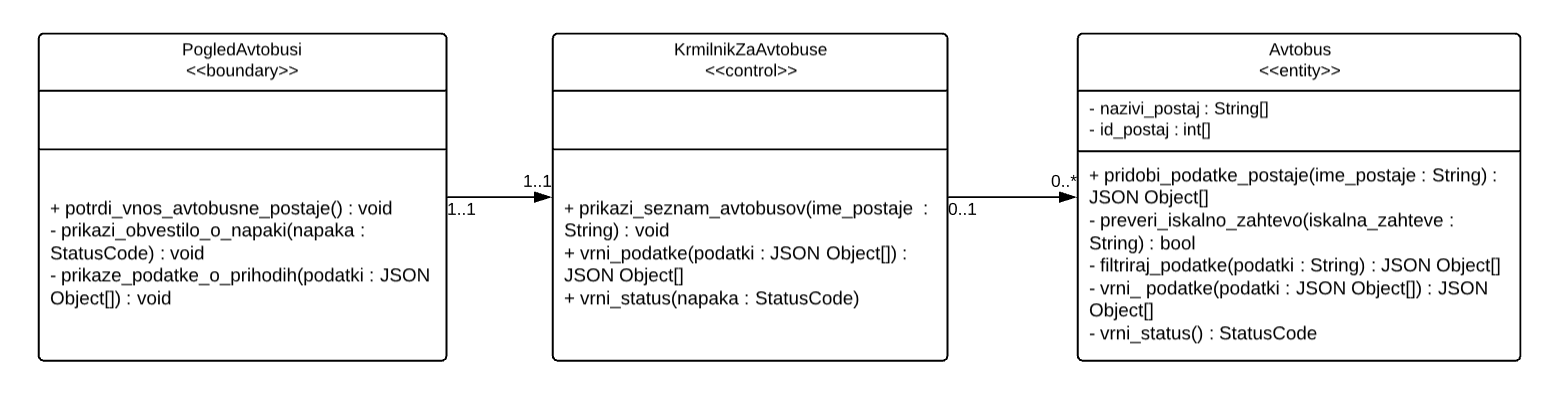 PogledAvtobusi
<<boundary>>
+ potrdi_vnos_avtobusne_postaje() : void
- prikazi_obvestilo_o_napaki(napaka :
StatusCode) : void
- prikaze_podatke_o_prihodih(podatki : JSON
Object[]) : void
1..1
1..1
KrmilnikZaAvtobuse
<<control>>
+ prikazi_seznam_avtobusov(ime_postaje :
String) : void
+ vrni_podatke(podatki : JSON Object[]) :
JSON Object[]
+ vrni_status(napaka : StatusCode)
0..*
0..1
Avtobus
<<entity>>
- nazivi_postaj : String[]
- id_postaj : int[]
+ pridobi_podatke_postaje(ime_postaje : String) :
JSON Object[]
- preveri_iskalno_zahtevo(iskalna_zahteve :
String) : bool
- filtriraj_podatke(podatki : String) : JSON Object[]
- vrni_ podatke(podatki : JSON Object[]) : JSON
Object[]
- vrni_status() : StatusCode